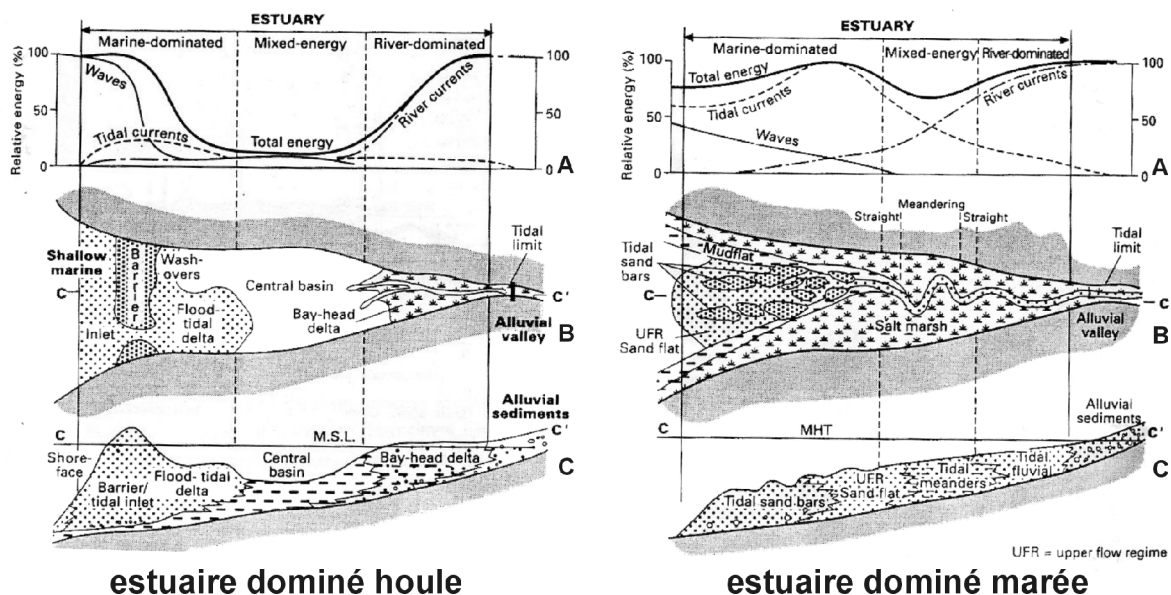 ESTUARY
Marine-dominated Mixed-energy River-dominated
Relative energy (%)
100
50
0
Waves
Tidal currents
Total energy
River currents
100
50
0
A
Shallow marine
Barrier
Wash-overs
Inlet
Flood-tidal delta
Central basin
Bay-head delta
Tidal limit
C
C'
Alluvial valley
B
Alluvial sediments
C
C'
M.S.L.
Shore-face
Barrier/tidal inlet
Flood-tidal delta
Central basin
Bay-head delta
C
estuaire dominé houle
ESTUARY
Marine-dominated Mixed-energy River-dominated
Relative energy (%)
100
50
0
Total energy
Tidal currents
Waves
River currents
100
50
0
A
Straight
Meandering
Straight
Tidal limit
Tidal sand bars
Mudflat
C
C
UFR Sand flat
Salt marsh
Alluvial valley
B
Alluvial sediments
C
C'
MHT
Tidal sand bars
UFR Sand flat
Tidal meanders
Tidal fluvial
C
UFR = upper flow regime
estuaire dominé marée